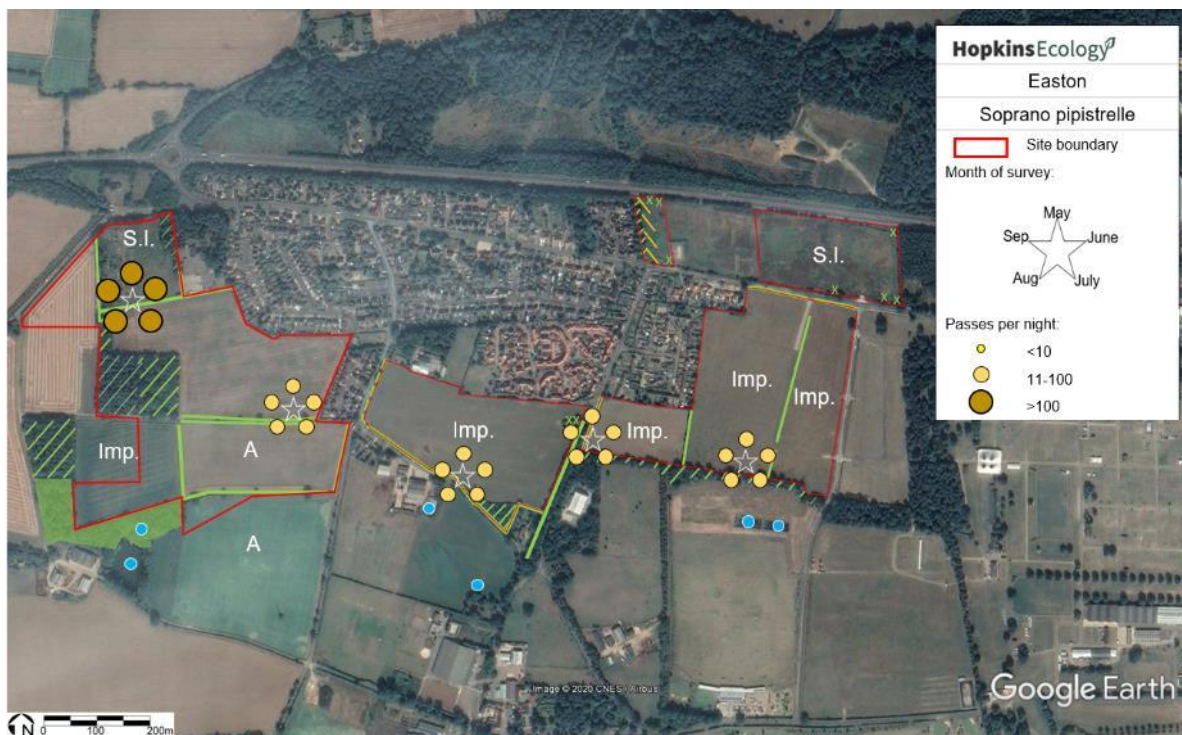 HopkinsEcology
Easton
Soprano pipistrelle
Site boundary
Month of survey:
May
Sep
June
Aug
July
Passes per night:
<10
11-100
>100
S.I.
x x
x
x
S.I.
x
x x
Imp.
Imp.
Imp.
xx
Imp.
Imp.
A
A
Image © 2020 CNES / Airbus
Google Earth
N
0 100 200m